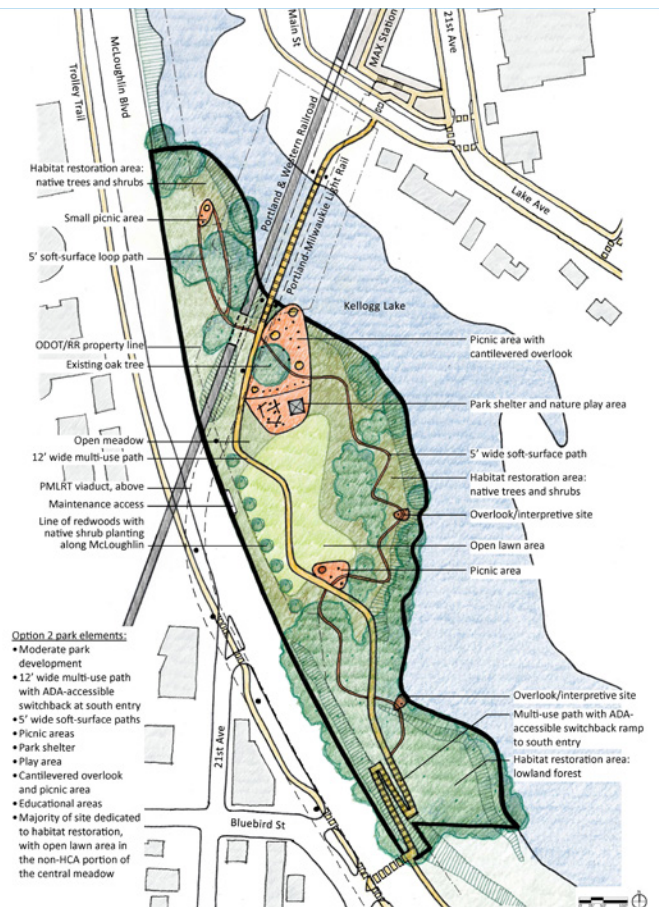 Main St
MAX Station
21st Ave
McLoughlin Blvd
Trolley Trail
Portland & Western Railroad
Portland-Milwaukie Light Rail
Lake Ave
Habitat restoration area:
native trees and shrubs
Small picnic area
5' soft-surface loop path
Kellogg Lake
ODOT/RR property line
Existing oak tree
Picnic area with
cantilevered overlook
Park shelter and nature play area
Open meadow
12' wide multi-use path
PMLRT viaduct, above
Maintenance access
Line of redwoods with
native shrub planting
along McLoughlin
5' wide soft-surface path
Habitat restoration area:
native trees and shrubs
Overlook/interpretive site
Open lawn area
Picnic area
Option 2 park elements:
• Moderate park
development
• 12' wide multi-use path
with ADA-accessible
switchback at south entry
• 5' wide soft-surface paths
• Picnic areas
• Park shelter
• Play area
• Cantilevered overlook
and picnic area
• Educational areas
• Majority of site dedicated
to habitat restoration,
with open lawn area in
the non-HCA portion of
the central meadow
21st Ave
Bluebird St
Overlook/interpretive site
Multi-use path with ADA-
accessible switchback ramp
to south entry
Habitat restoration area:
lowland forest